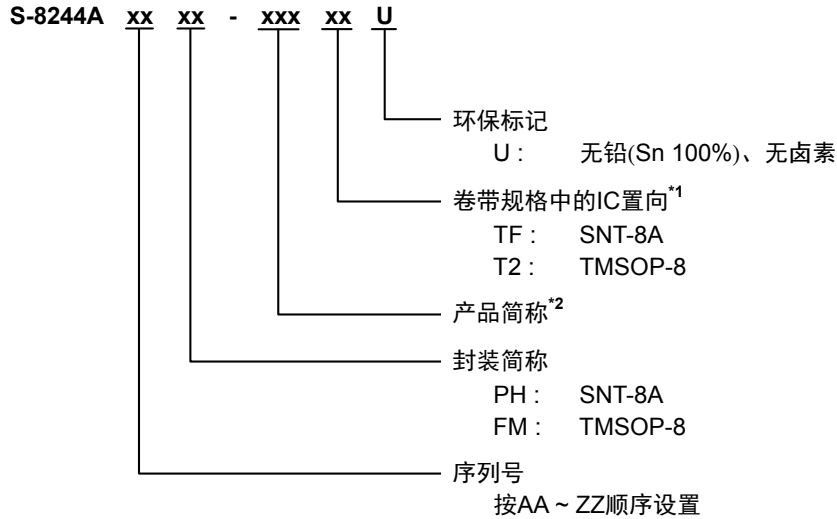 S-8244A xx xx - xxx xx U
环保标记
U : 无铅(Sn 100%)、无卤素
卷带规格中的IC置向*1
TF : SNT-8A
T2 : TMSOP-8
产品简称*2
封装简称
PH : SNT-8A
FM : TMSOP-8
序列号
按AA ~ ZZ顺序设置